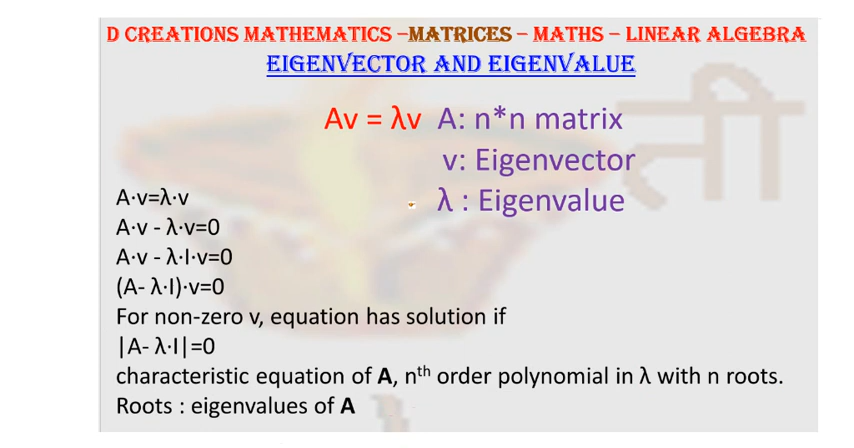 D CREATIONS MATHEMATICS –MATRICES – MATHS – LINEAR ALGEBRA
EIGENVECTOR AND EIGENVALUE
Av = λv A: n*n matrix
v: Eigenvector
λ : Eigenvalue
A·v=λ·v
A·v - λ·v=0
A·v - λ·I·v=0
(A- λ·I)·v=0
For non-zero v, equation has solution if
|A- λ·I|=0
characteristic equation of A, nth order polynomial in λ with n roots.
Roots : eigenvalues of A